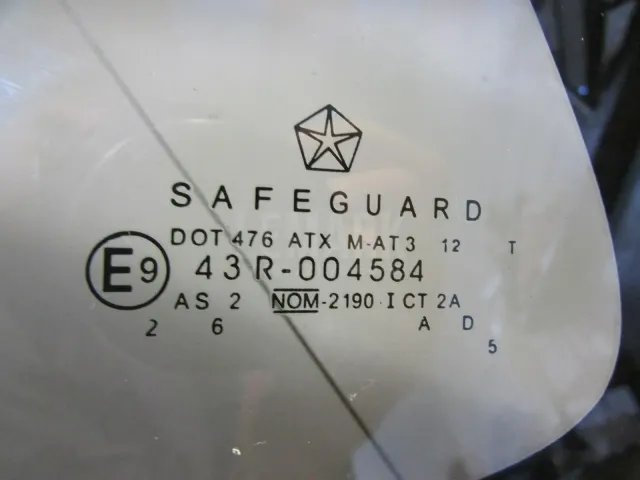 SAFEGUARD
DOT 476 ATX M-AT3 12 T
E9 43R-004584
AS 2 NOM-2190·I CT 2A
2 6 A D
5